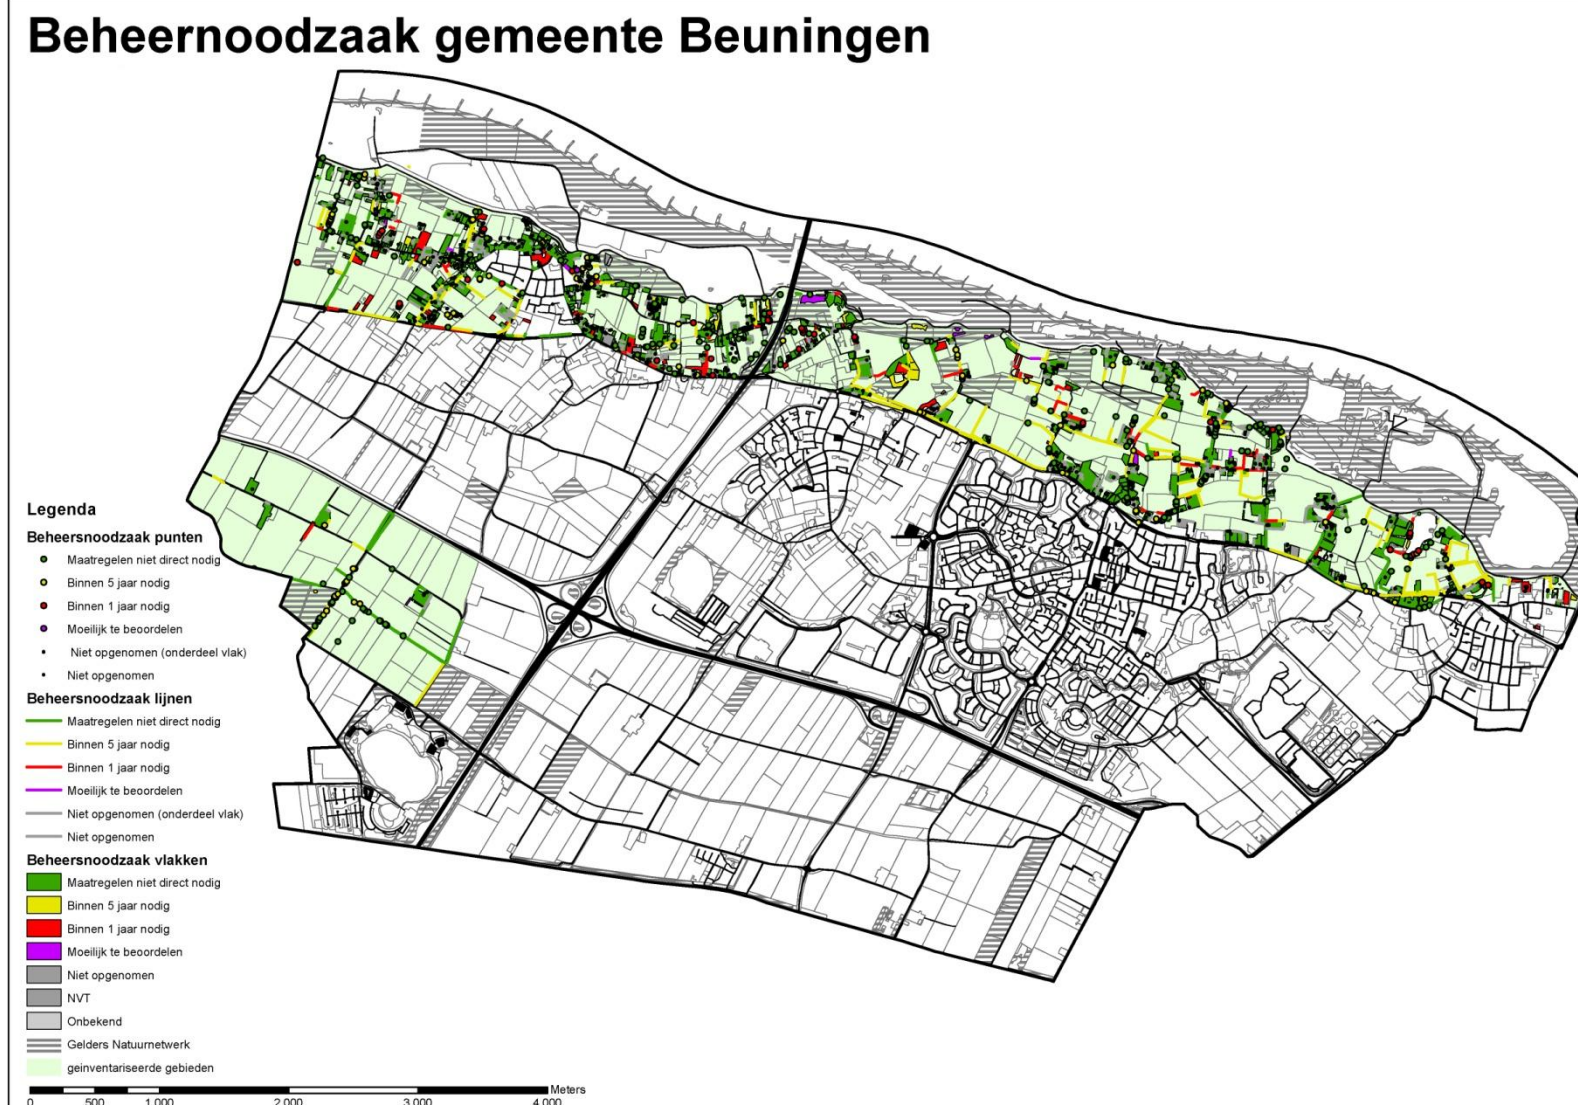 Beheernoodzaak gemeente Beuningen
Legenda
Beheersnoodzaak punten
Maatregelen niet direct nodig
Binnen 5 jaar nodig
Binnen 1 jaar nodig
Moeilijk te beoordelen
Niet opgenomen (onderdeel vlak)
Niet opgenomen
Beheersnoodzaak lijnen
Maatregelen niet direct nodig
Binnen 5 jaar nodig
Binnen 1 jaar nodig
Moeilijk te beoordelen
Niet opgenomen (onderdeel vlak)
Niet opgenomen
Beheersnoodzaak vlakken
Maatregelen niet direct nodig
Binnen 5 jaar nodig
Binnen 1 jaar nodig
Moeilijk te beoordelen
Niet opgenomen
NVT
Onbekend
Gelders Natuurnetwerk
geinventariseerde gebieden
Meters
0 500 1.000 2.000 3.000 4.000